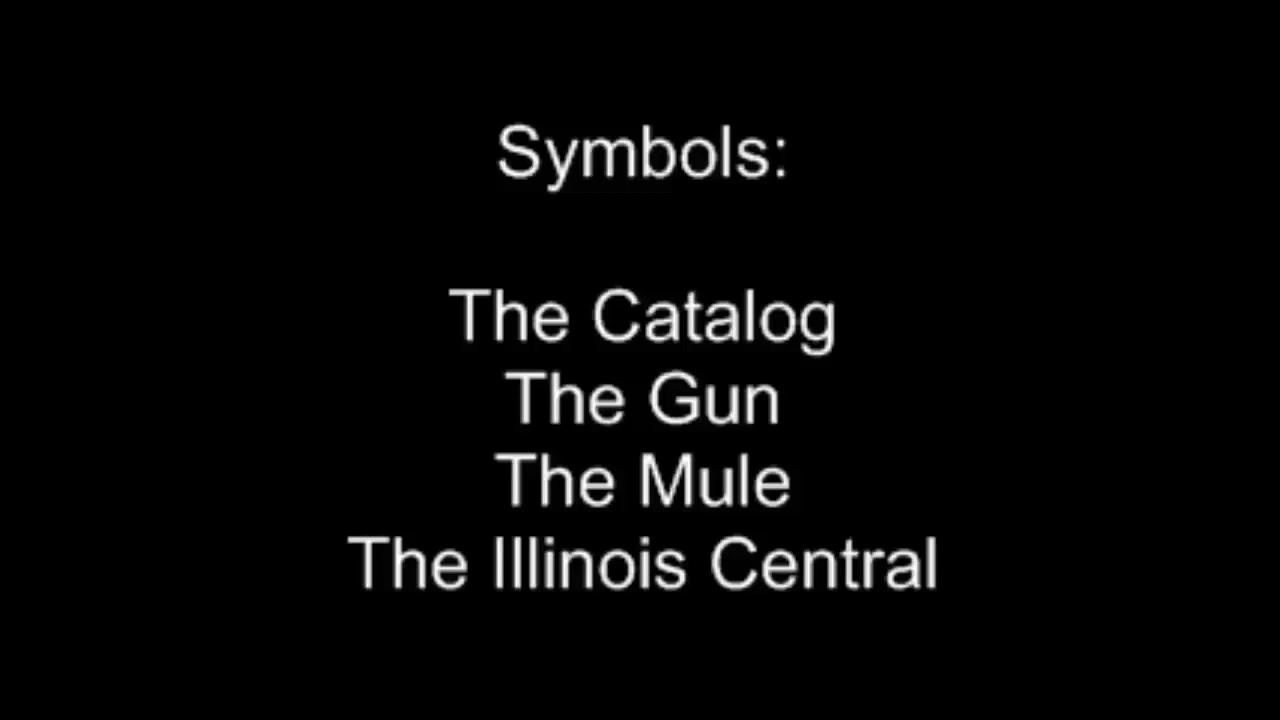 Symbols:
The Catalog
The Gun
The Mule
The Illinois Central